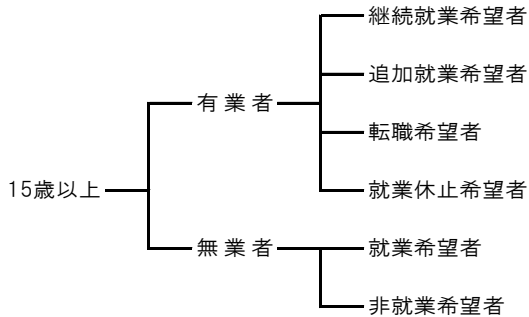 継続就業希望者
追加就業希望者
有業者
転職希望者
15歳以上
就業休止希望者
無業者
就業希望者
非就業希望者